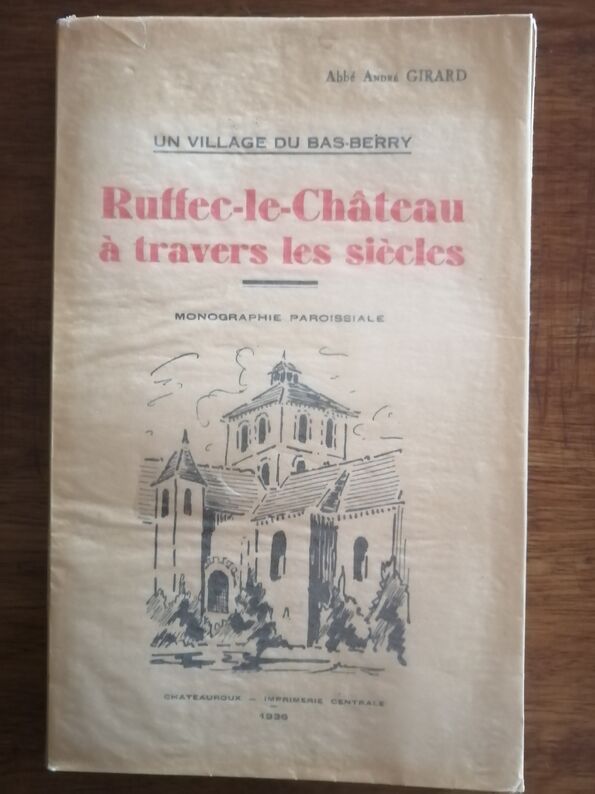 Abbé André GIRARD
UN VILLAGE DU BAS-BERRY
Ruffec-le-Château
à travers les siècles
MONOGRAPHIE PAROISSIALE
CHATEAUROUX — IMPRIMERIE CENTRALE
1936